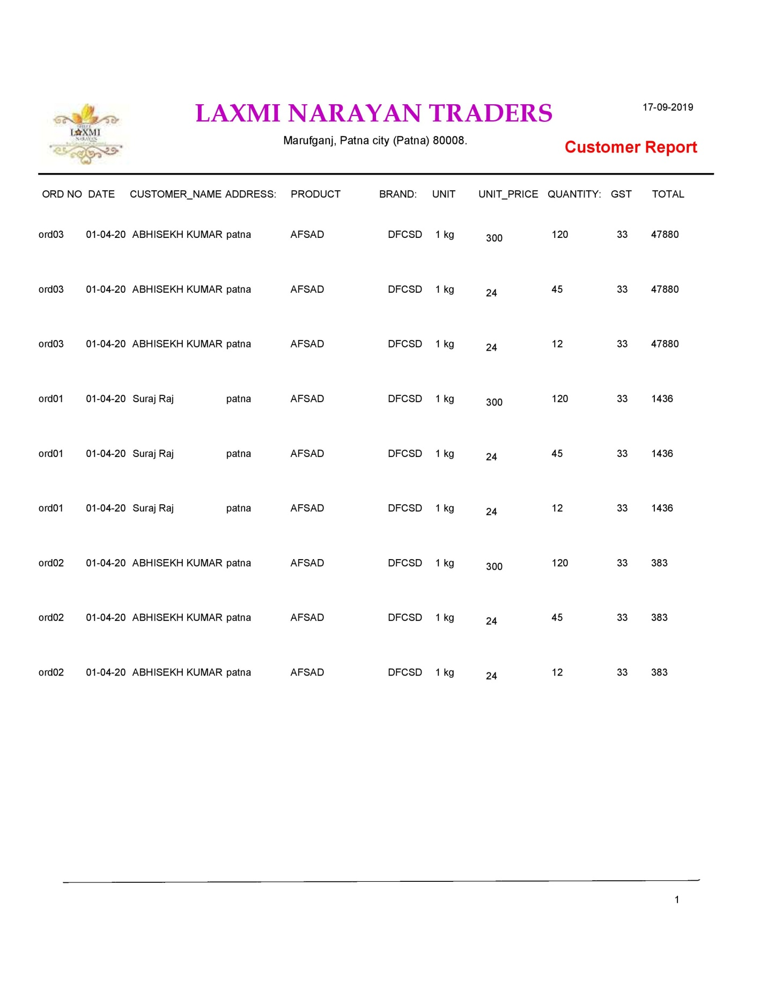 SHREE
LAXMI
NARAYAN
LAXMI NARAYAN TRADERS
17-09-2019
Marufganj, Patna city (Patna) 80008.
Customer Report
ORD NO DATE CUSTOMER_NAME ADDRESS: PRODUCT BRAND: UNIT UNIT_PRICE QUANTITY: GST TOTAL
ord03 01-04-20 ABHISEKH KUMAR patna AFSAD DFCSD 1 kg 300 120 33 47880
ord03 01-04-20 ABHISEKH KUMAR patna AFSAD DFCSD 1 kg 24 45 33 47880
ord03 01-04-20 ABHISEKH KUMAR patna AFSAD DFCSD 1 kg 24 12 33 47880
ord01 01-04-20 Suraj Raj patna AFSAD DFCSD 1 kg 300 120 33 1436
ord01 01-04-20 Suraj Raj patna AFSAD DFCSD 1 kg 24 45 33 1436
ord01 01-04-20 Suraj Raj patna AFSAD DFCSD 1 kg 24 12 33 1436
ord02 01-04-20 ABHISEKH KUMAR patna AFSAD DFCSD 1 kg 300 120 33 383
ord02 01-04-20 ABHISEKH KUMAR patna AFSAD DFCSD 1 kg 24 45 33 383
ord02 01-04-20 ABHISEKH KUMAR patna AFSAD DFCSD 1 kg 24 12 33 383
1